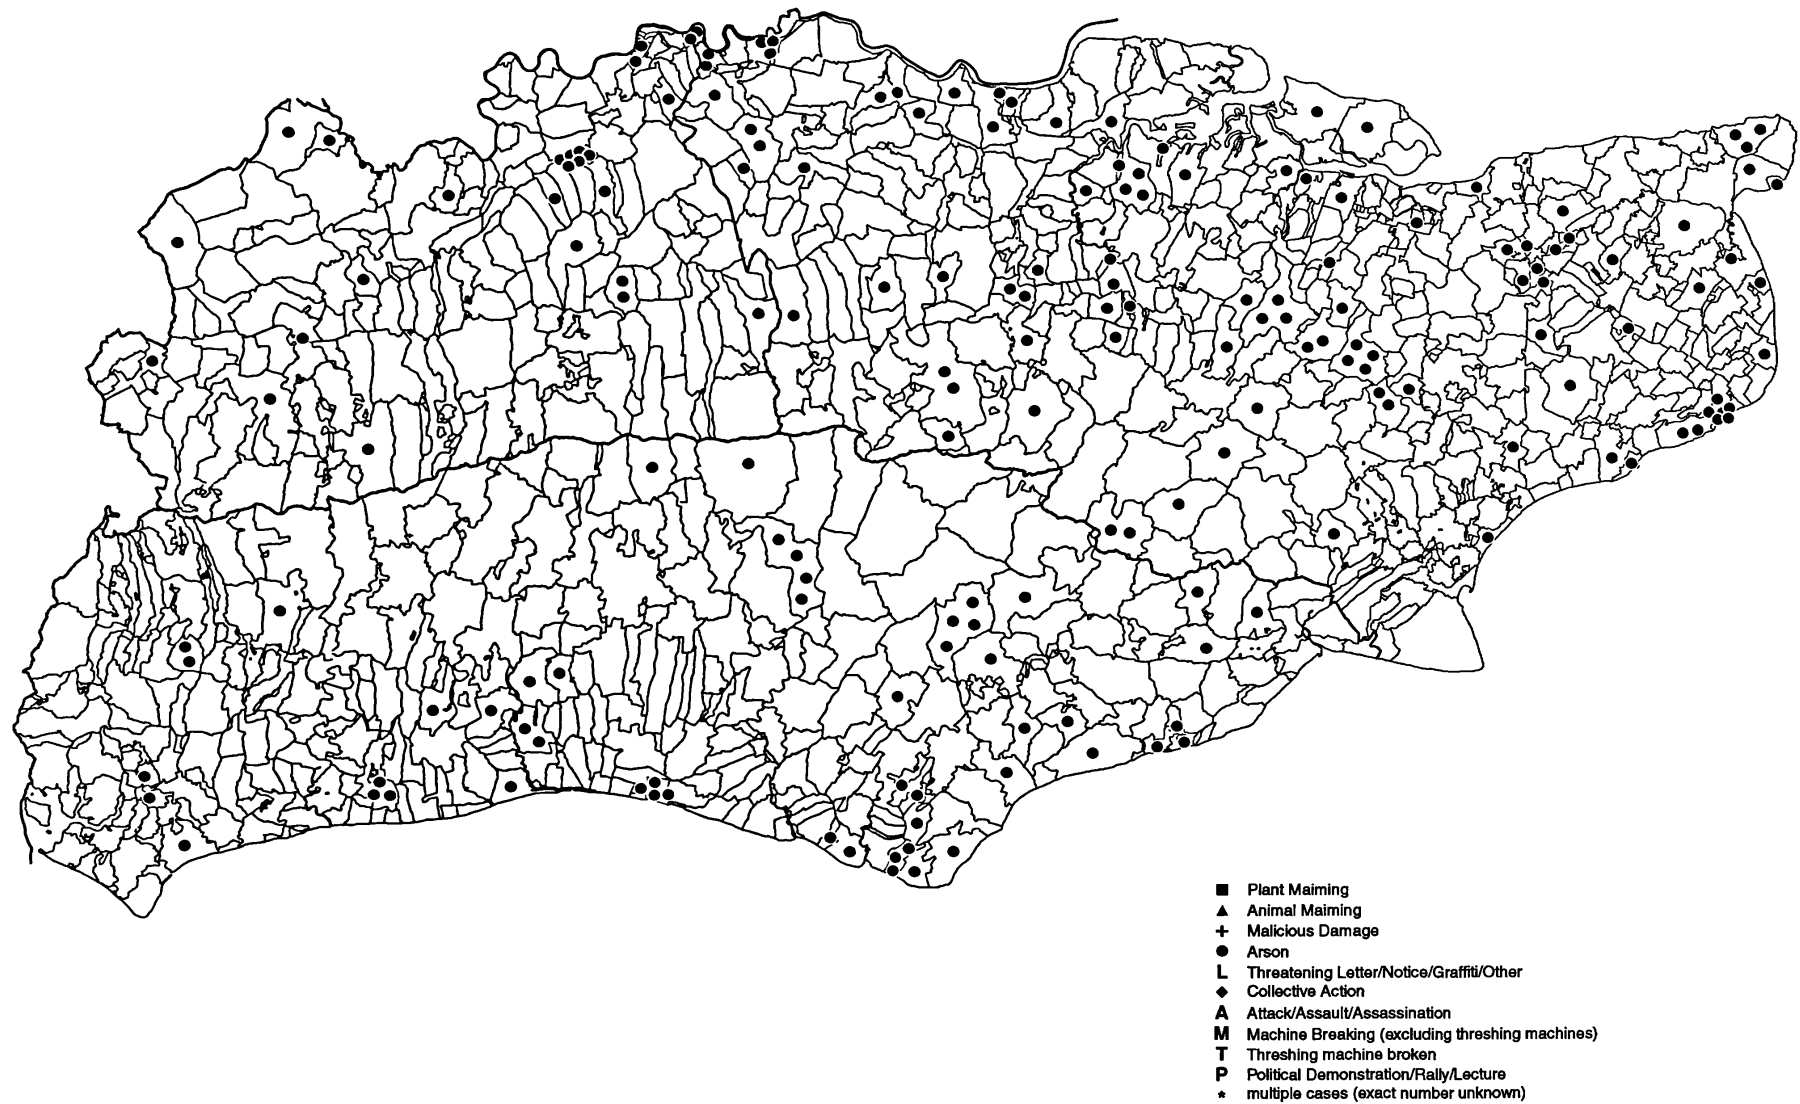 ■ Plant Maiming
▲ Animal Maiming
+ Malicious Damage
● Arson
L Threatening Letter/Notice/Graffiti/Other
◆ Collective Action
A Attack/Assault/Assassination
M Machine Breaking (excluding threshing machines)
T Threshing machine broken
P Political Demonstration/Rally/Lecture
* multiple cases (exact number unknown)